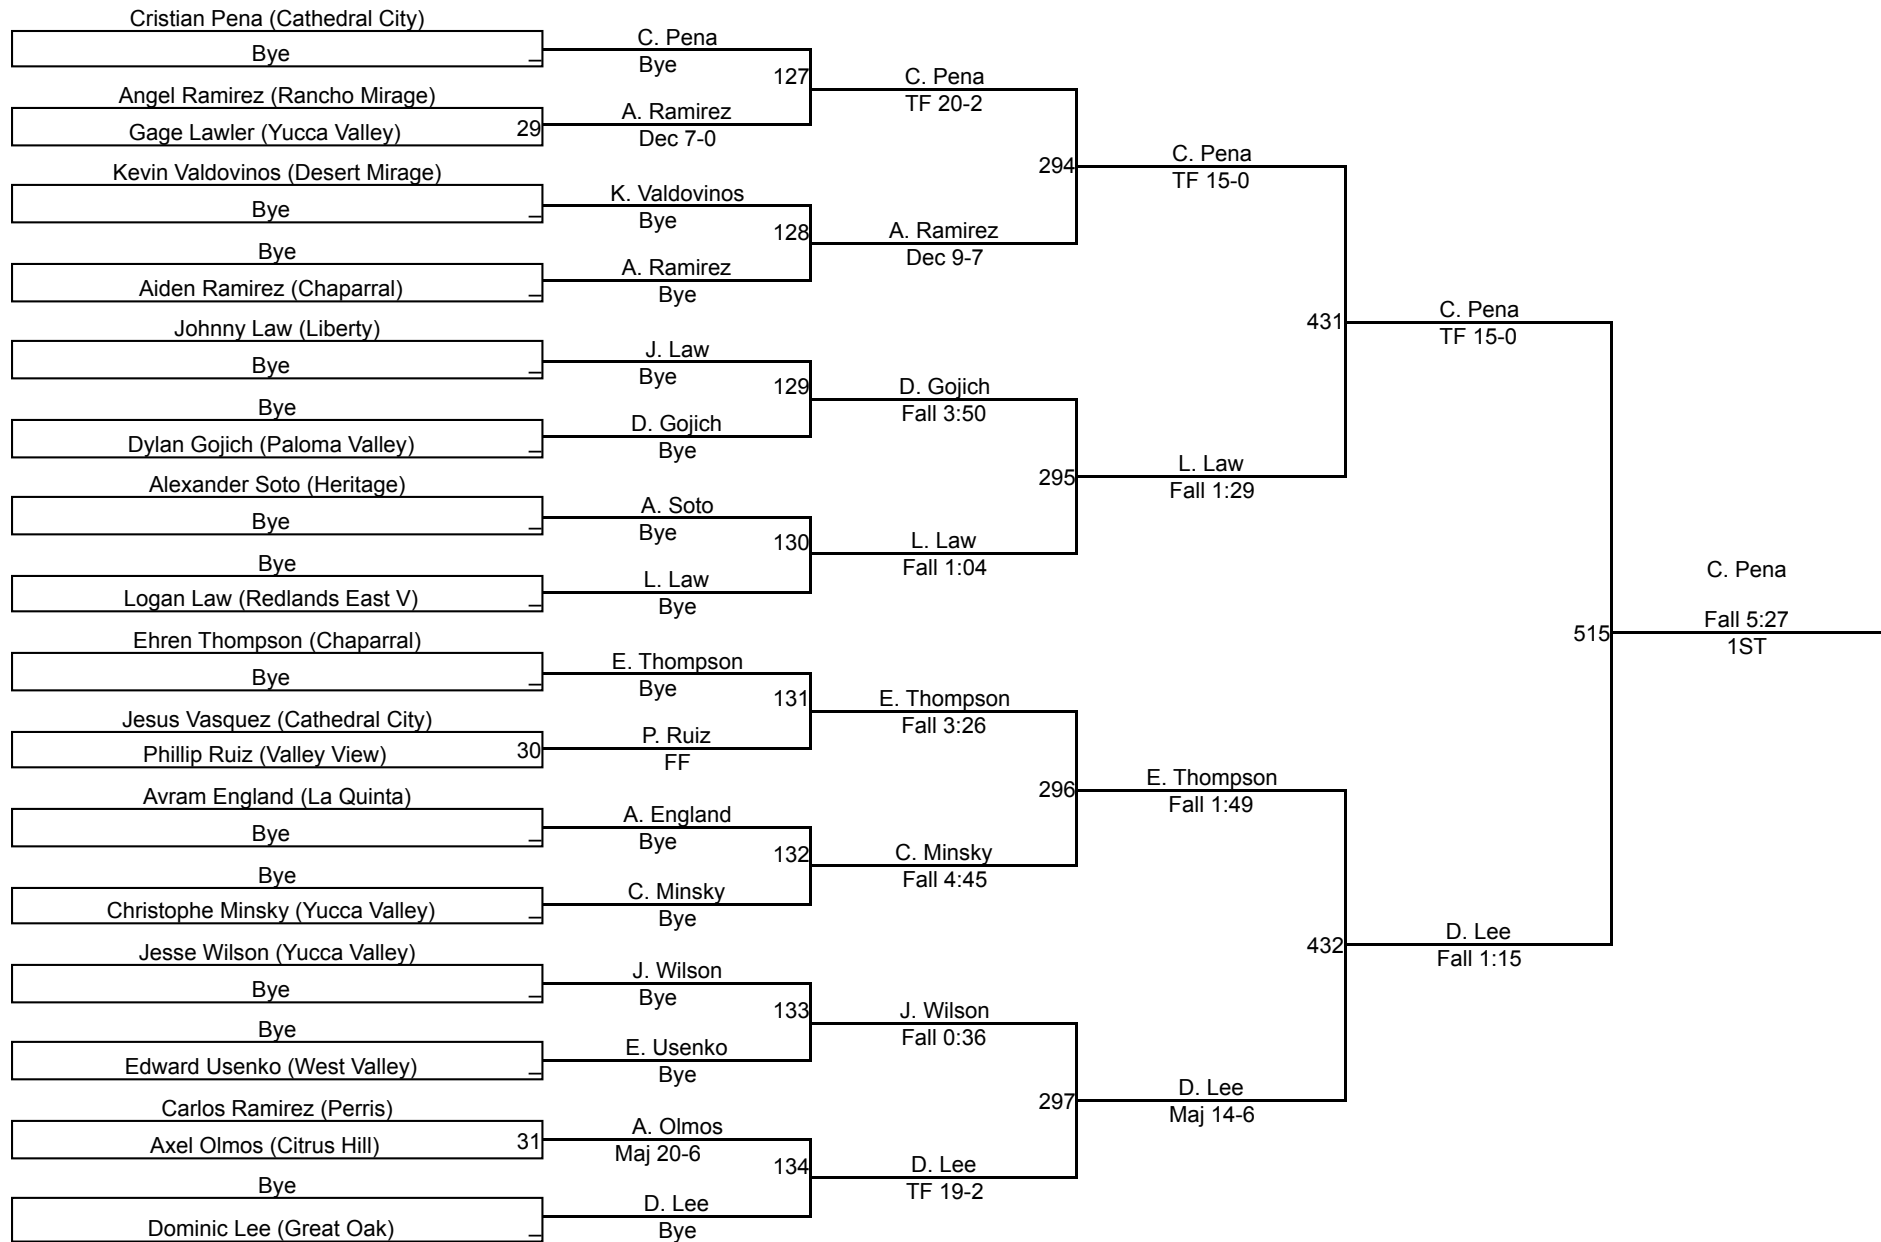 Cristian Pena (Cathedral City)
Bye
Angel Ramirez (Rancho Mirage)
Gage Lawler (Yucca Valley) 29
Kevin Valdovinos (Desert Mirage)
Bye
Bye
Aiden Ramirez (Chaparral)
Johnny Law (Liberty)
Bye
Bye
Dylan Gojich (Paloma Valley)
Alexander Soto (Heritage)
Bye
Bye
Logan Law (Redlands East V)
Ehren Thompson (Chaparral)
Bye
Jesus Vasquez (Cathedral City)
Phillip Ruiz (Valley View) 30
Avram England (La Quinta)
Bye
Bye
Christophe Minsky (Yucca Valley)
Jesse Wilson (Yucca Valley)
Bye
Bye
Edward Usenko (West Valley)
Carlos Ramirez (Perris)
Axel Olmos (Citrus Hill) 31
Bye
Dominic Lee (Great Oak)
C. Pena
Bye
127
A. Ramirez
Dec 7-0
K. Valdovinos
Bye
128
A. Ramirez
Bye
J. Law
Bye
129
D. Gojich
Bye
A. Soto
Bye
130
L. Law
Bye
E. Thompson
Bye
131
P. Ruiz
FF
A. England
Bye
132
C. Minsky
Bye
J. Wilson
Bye
133
E. Usenko
Bye
A. Olmos
Maj 20-6
134
D. Lee
Bye
C. Pena
TF 20-2
294
A. Ramirez
Dec 9-7
D. Gojich
Fall 3:50
295
L. Law
Fall 1:04
E. Thompson
Fall 3:26
296
C. Minsky
Fall 4:45
J. Wilson
Fall 0:36
297
D. Lee
TF 19-2
C. Pena
TF 15-0
431
L. Law
Fall 1:29
E. Thompson
Fall 1:49
432
D. Lee
Maj 14-6
C. Pena
TF 15-0
515
D. Lee
Fall 1:15
C. Pena
Fall 5:27
1ST